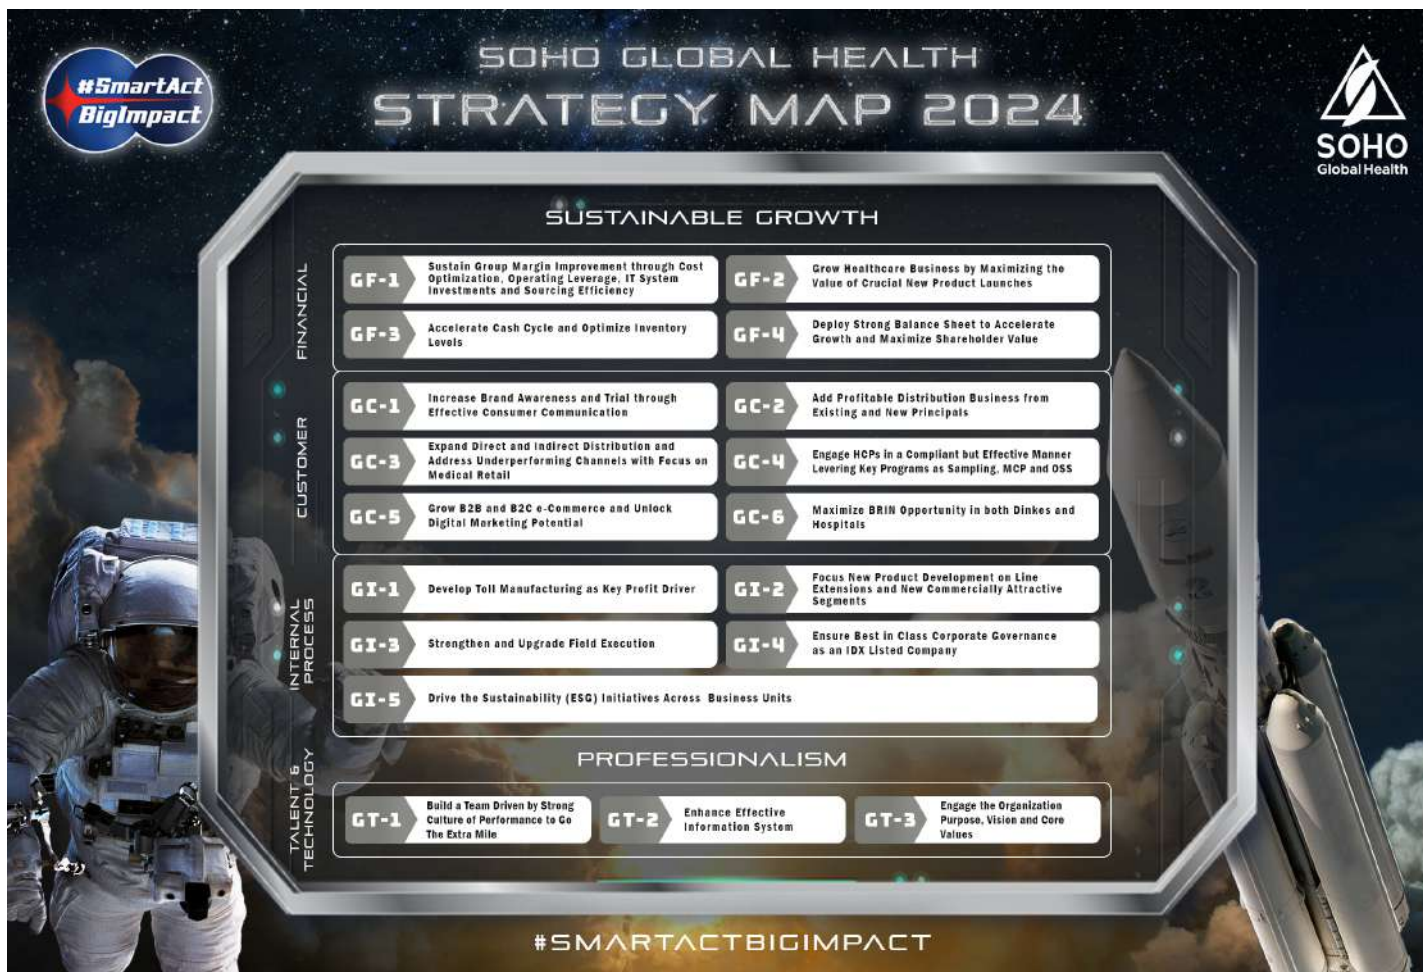 #SmartAct
BigImpact
SOHO GLOBAL HEALTH
STRATEGY MAP 2024
SOHO
Global Health
SUSTAINABLE GROWTH
FINANCIAL
GF-1
Sustain Group Margin Improvement through Cost
Optimization, Operating Leverage, IT System
Investments and Sourcing Efficiency
GF-2
Grow Healthcare Business by Maximizing the
Value of Crucial New Product Launches
GF-3
Accelerate Cash Cycle and Optimize Inventory
Levels
GF-4
Deploy Strong Balance Sheet to Accelerate
Growth and Maximize Shareholder Value
CUSTOMER
GC-1
Increase Brand Awareness and Trial through
Effective Consumer Communication
GC-2
Add Profitable Distribution Business from
Existing and New Principals
GC-3
Expand Direct and Indirect Distribution and
Address Underperforming Channels with Focus on
Medical Retail
GC-4
Engage HCPs in a Compliant but Effective Manner
Levering Key Programs as Sampling, MCP and OSS
GC-5
Grow B2B and B2C e-Commerce and Unlock
Digital Marketing Potential
GC-6
Maximize BRIN Opportunity in both Dinkes and
Hospitals
INTERNAL
PROCESS
GI-1
Develop Toll Manufacturing as Key Profit Driver
GI-2
Focus New Product Development on Line
Extensions and New Commercially Attractive
Segments
GI-3
Strengthen and Upgrade Field Execution
GI-4
Ensure Best in Class Corporate Governance
as an IDX Listed Company
GI-5
Drive the Sustainability (ESG) Initiatives Across Business Units
PROFESSIONALISM
TALENT &
TECHNOLOGY
GT-1
Build a Team Driven by Strong
Culture of Performance to Go
The Extra Mile
GT-2
Enhance Effective
Information System
GT-3
Engage the Organization
Purpose, Vision and Core
Values
#SMARTACTBIGIMPACT